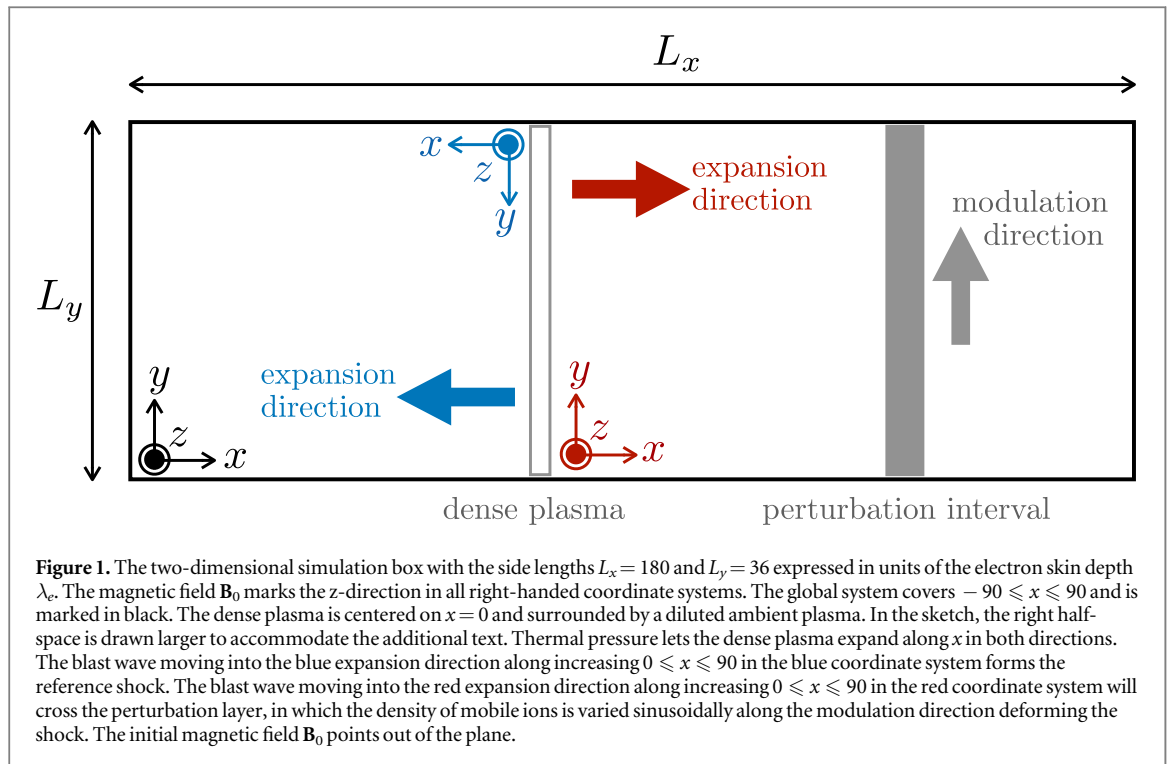 L_x
x
z
y
expansion
direction
modulation
direction
L_y
expansion
direction
y
z
x
y
z
x
dense plasma
perturbation interval
Figure 1. The two-dimensional simulation box with the side lengths L_x = 180 and L_y = 36 expressed in units of the electron skin depth
λ_e. The magnetic field B_0 marks the z-direction in all right-handed coordinate systems. The global system covers − 90 ⩽ x ⩽ 90 and is
marked in black. The dense plasma is centered on x = 0 and surrounded by a diluted ambient plasma. In the sketch, the right half-
space is drawn larger to accommodate the additional text. Thermal pressure lets the dense plasma expand along x in both directions.
The blast wave moving into the blue expansion direction along increasing 0 ⩽ x ⩽ 90 in the blue coordinate system forms the
reference shock. The blast wave moving into the red expansion direction along increasing 0 ⩽ x ⩽ 90 in the red coordinate system will
cross the perturbation layer, in which the density of mobile ions is varied sinusoidally along the modulation direction deforming the
shock. The initial magnetic field B_0 points out of the plane.